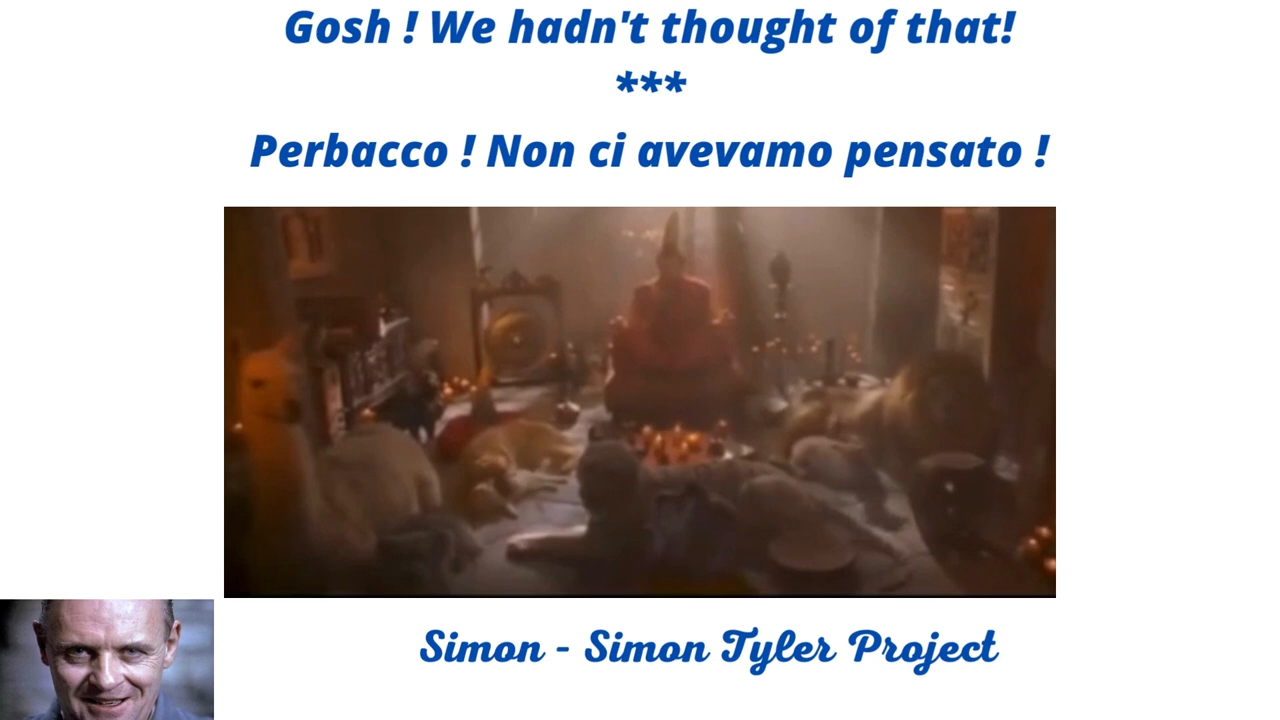 Gosh ! We hadn't thought of that!
***
Perbacco ! Non ci avevamo pensato !
Simon - Simon Tyler Project